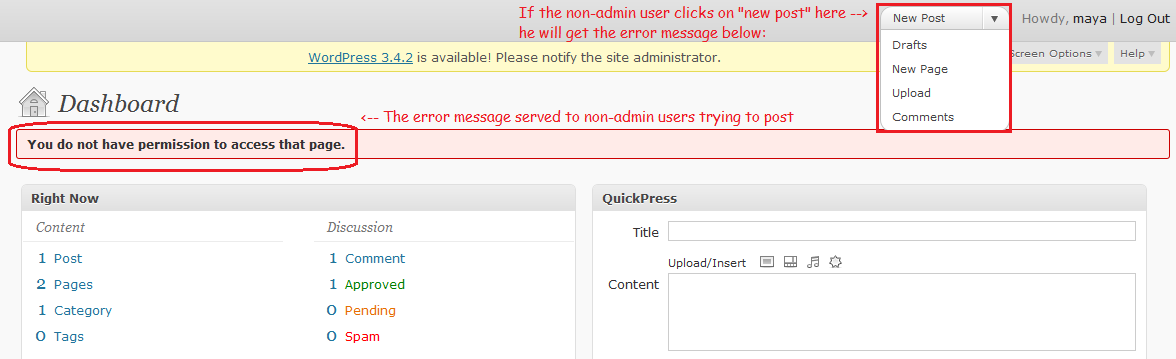 If the non-admin user clicks on "new post" here -->
he will get the error message below:
New Post ▼
Howdy, maya | Log Out
Drafts
New Page
Upload
Comments
WordPress 3.4.2 is available! Please notify the site administrator.
Screen Options ▼
Help ▼
Dashboard
<-- The error message served to non-admin users trying to post
You do not have permission to access that page.
Right Now
Content
Discussion
1 Post
1 Comment
2 Pages
1 Approved
1 Category
0 Pending
0 Tags
0 Spam
QuickPress
Title
Upload/Insert
Content